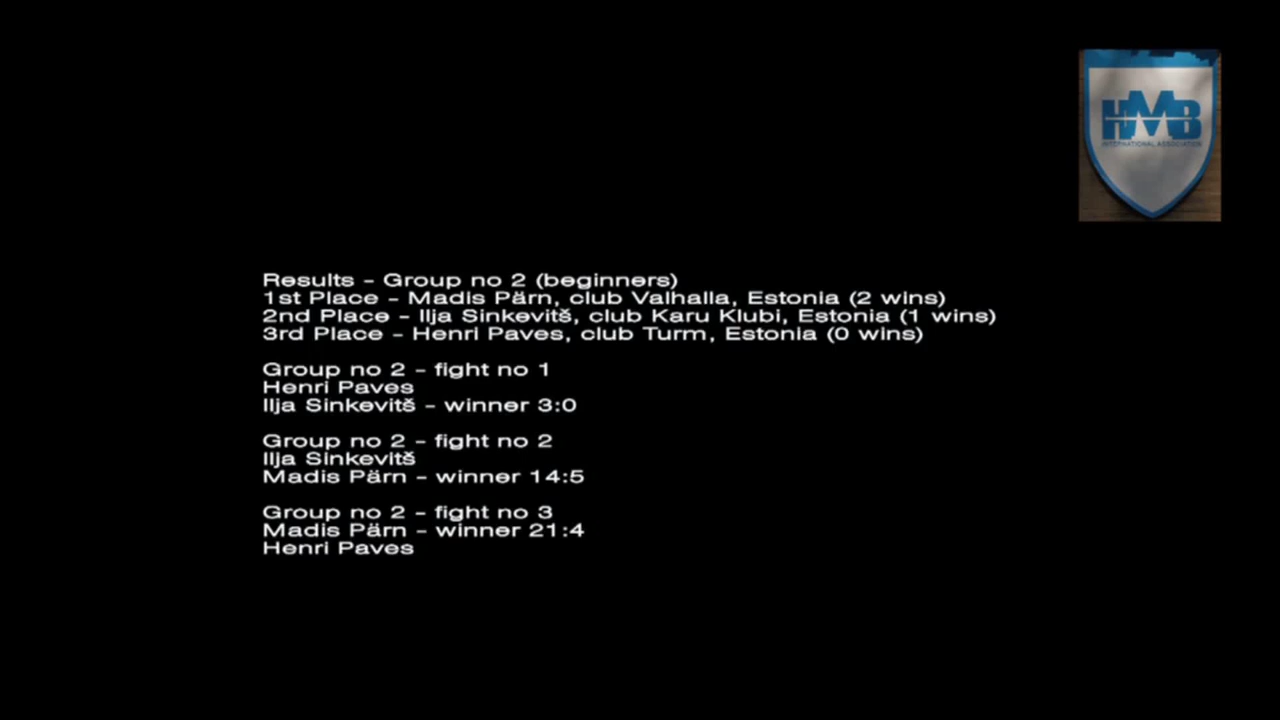 HMB
INTERNATIONAL ASSOCIATION
Results - Group no 2 (beginners)
1st Place - Madis Pärn, club Valhalla, Estonia (2 wins)
2nd Place - Ilja Sinkevitš, club Karu Klubi, Estonia (1 wins)
3rd Place - Henri Paves, club Turm, Estonia (0 wins)
Group no 2 - fight no 1
Henri Paves
Ilja Sinkevitš - winner 3:0
Group no 2 - fight no 2
Ilja Sinkevitš
Madis Pärn - winner 14:5
Group no 2 - fight no 3
Madis Pärn - winner 21:4
Henri Paves